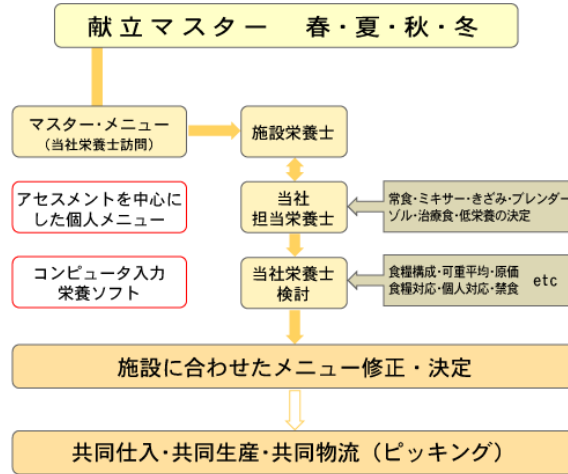 献立マスター 春・夏・秋・冬
マスター・メニュー
(当社栄養士訪問)
施設栄養士
アセスメントを中心に
した個人メニュー
当社
担当栄養士
常食・ミキサー・きざみ・ブレンダー
ゾル・治療食・低栄養の決定
コンピュータ入力
栄養ソフト
当社栄養士
検討
食糧構成・可重平均・原価
食糧対応・個人対応・禁食 etc
施設に合わせたメニュー修正・決定
共同仕入・共同生産・共同物流（ピッキング）